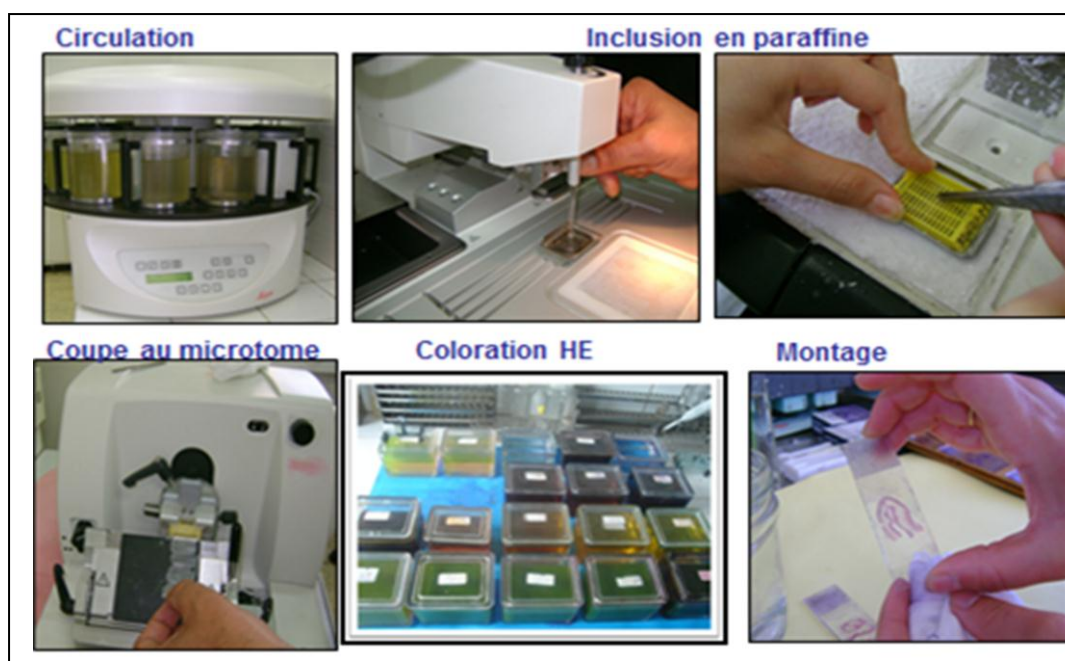 Circulation
Inclusion en paraffine
Coupe au microtome
Coloration HE
Montage